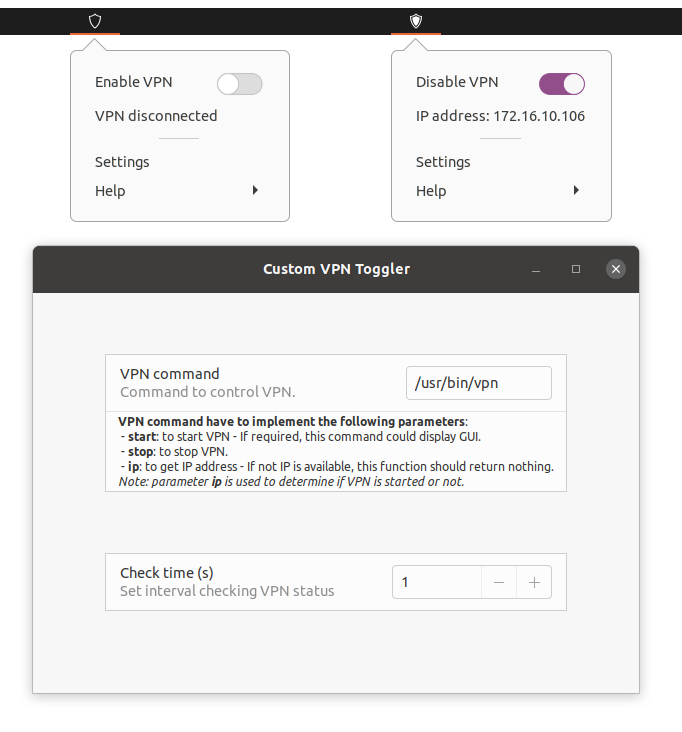 Enable VPN
VPN disconnected
Settings
Help
Disable VPN
IP address: 172.16.10.106
Settings
Help
Custom VPN Toggler
VPN command
Command to control VPN.
/usr/bin/vpn
VPN command have to implement the following parameters:
- start: to start VPN - If required, this command could display GUI.
- stop: to stop VPN.
- ip: to get IP address - If not IP is available, this function should return nothing.
Note: parameter ip is used to determine if VPN is started or not.
Check time (s)
Set interval checking VPN status
1